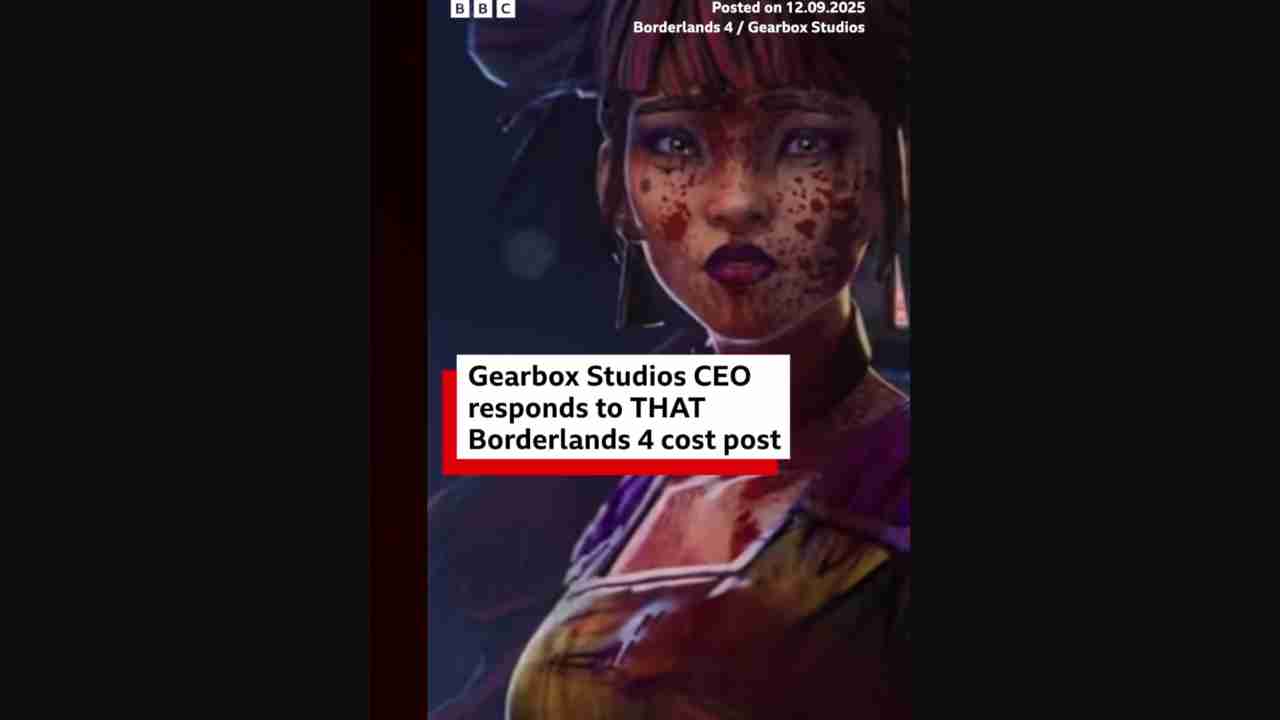 BBC
Posted on 12.09.2025
Borderlands 4 / Gearbox Studios
Gearbox Studios CEO
responds to THAT
Borderlands 4 cost post